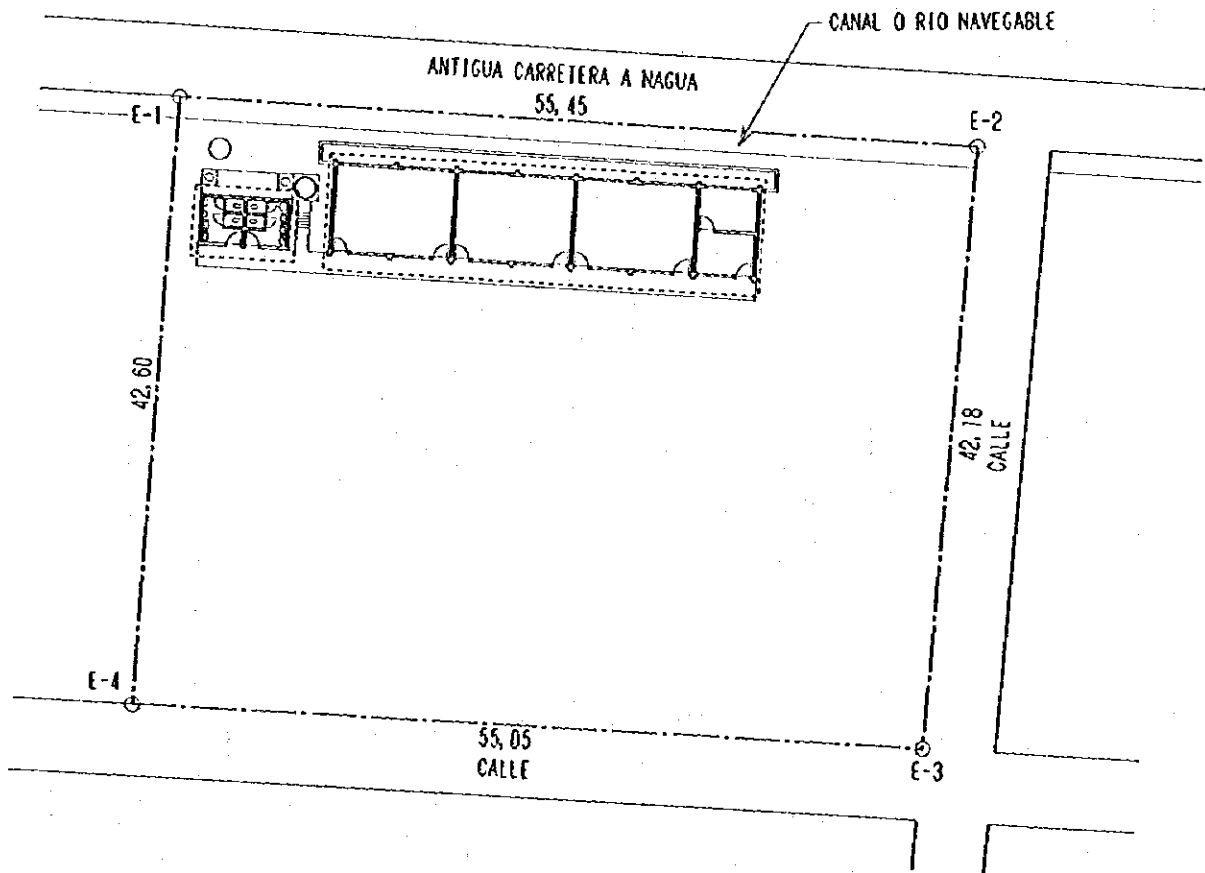 CANAL O RIO NAVEGABLE
ANTIGUA CARRETERA A NAGUA
55,45
E-1
E-2
42,60
42,18
CALLE
E-4
55,05
CALLE
E-3